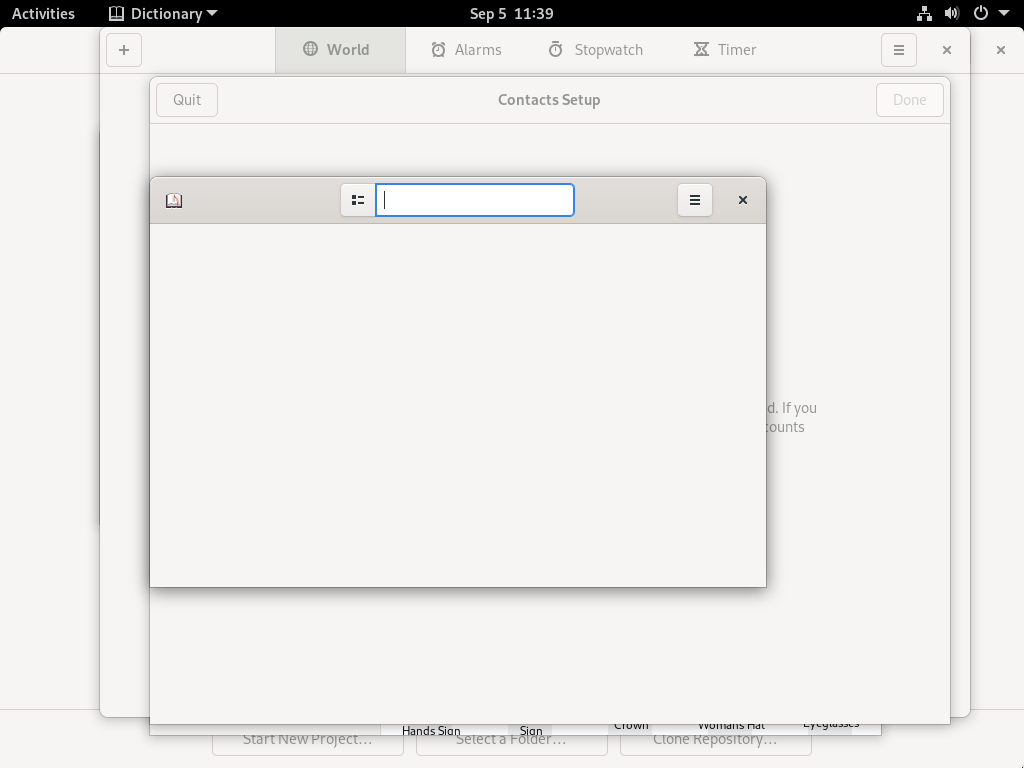 Activities Dictionary Sep 5 11:39
World Alarms Stopwatch Timer
Quit Contacts Setup Done
d. If you
counts
Hands Sign Sign Crown Womans Hat Eyeglasses
Start New Project… Select a Folder… Clone Repository…